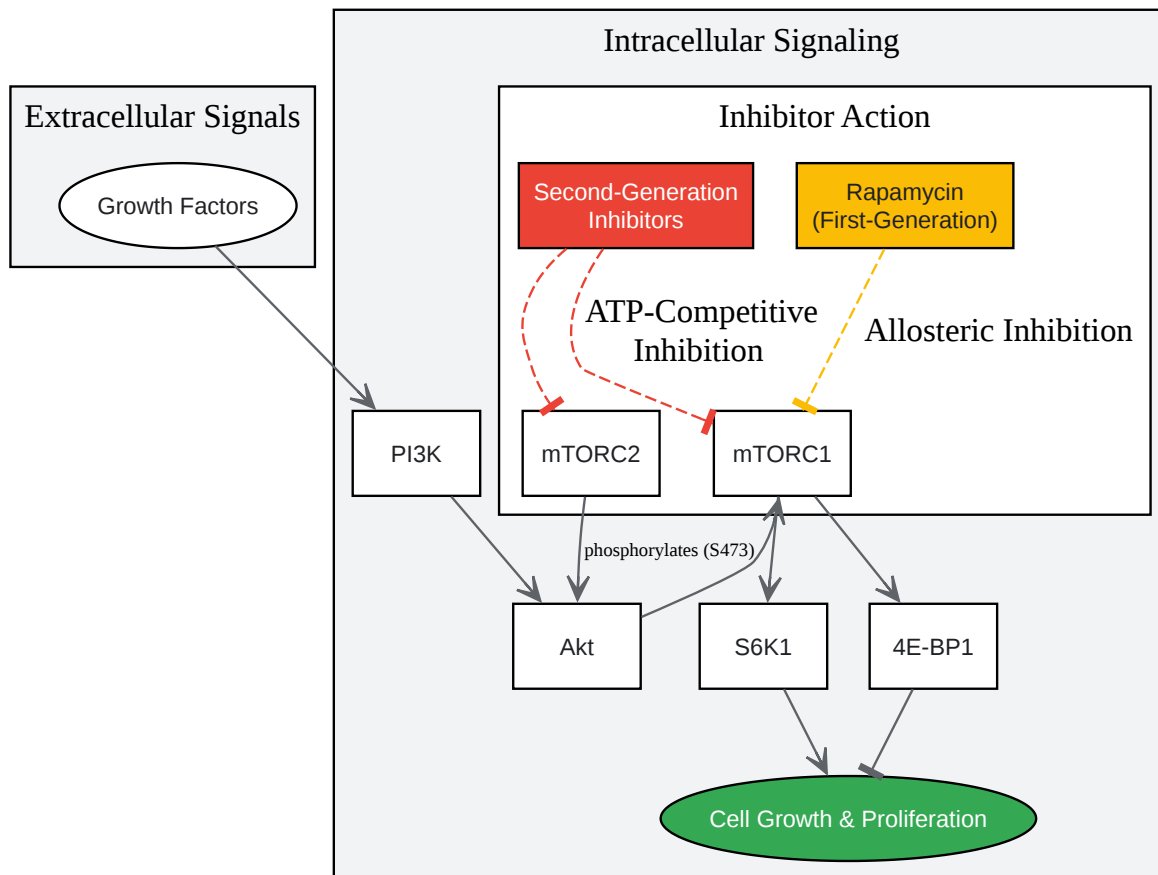 Intracellular Signaling
Extracellular Signals
Inhibitor Action
Growth Factors
Second-Generation
Inhibitors
Rapamycin
(First-Generation)
ATP-Competitive
Inhibition
Allosteric Inhibition
PI3K
mTORC2
mTORC1
phosphorylates (S473)
Akt
S6K1
4E-BP1
Cell Growth & Proliferation